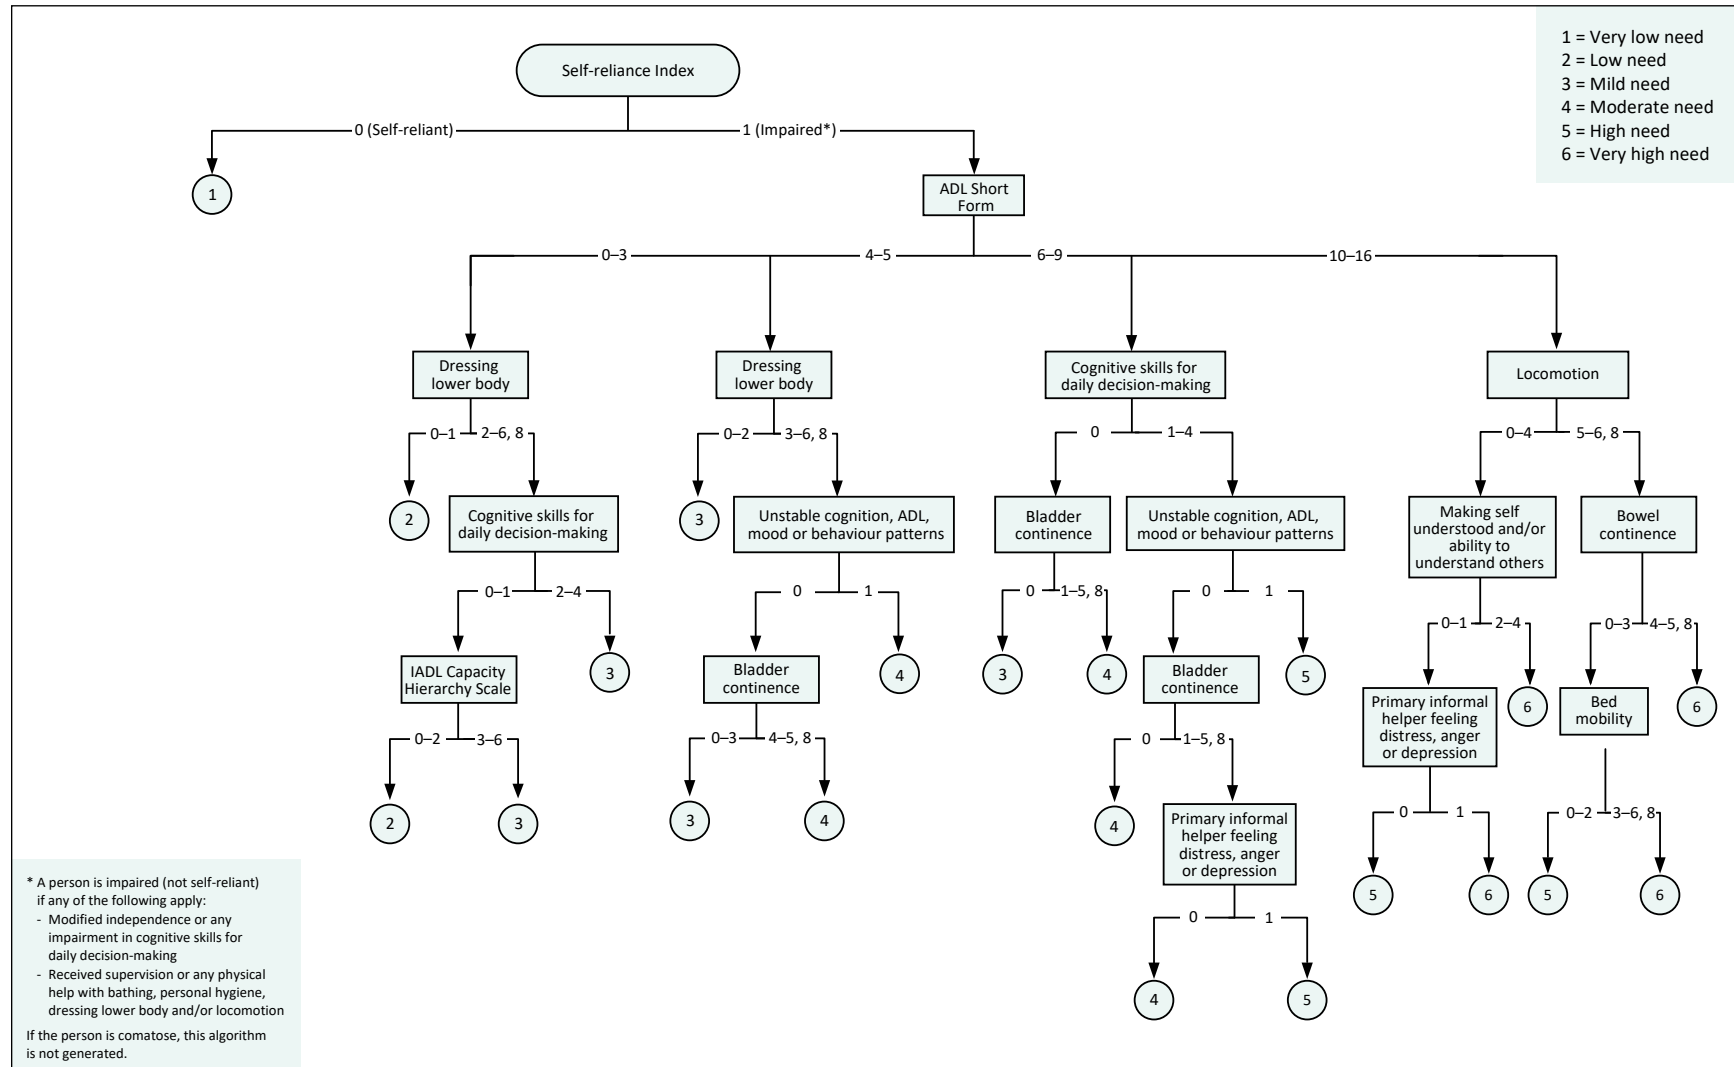 1 = Very low need
2 = Low need
3 = Mild need
4 = Moderate need
5 = High need
6 = Very high need
Self-reliance Index
0 (Self-reliant)
1 (Impaired*)
1
ADL Short
Form
0–3
4–5
6–9
10–16
Dressing
lower body
Dressing
lower body
Cognitive skills for
daily decision-making
Locomotion
0–1
2–6, 8
0–2
3–6, 8
0
1–4
0–4
5–6, 8
2
Cognitive skills for
daily decision-making
3
Unstable cognition, ADL,
mood or behaviour patterns
Bladder
continence
Unstable cognition, ADL,
mood or behaviour patterns
Making self
understood and/or
ability to
understand others
Bowel
continence
0–1
2–4
0
1
0
1–5, 8
0
1
0–1
2–4
0–3
4–5, 8
IADL Capacity
Hierarchy Scale
3
Bladder
continence
4
3
4
Bladder
continence
5
Primary informal
helper feeling
distress, anger
or depression
6
Bed
mobility
6
0–2
3–6
0–3
4–5, 8
0
1–5, 8
0
1
0–2
3–6, 8
2
3
3
4
4
Primary informal
helper feeling
distress, anger
or depression
5
6
5
6
0
1
4
5
* A person is impaired (not self-reliant)
if any of the following apply:
- Modified independence or any
impairment in cognitive skills for
daily decision-making
- Received supervision or any physical
help with bathing, personal hygiene,
dressing lower body and/or locomotion
If the person is comatose, this algorithm
is not generated.